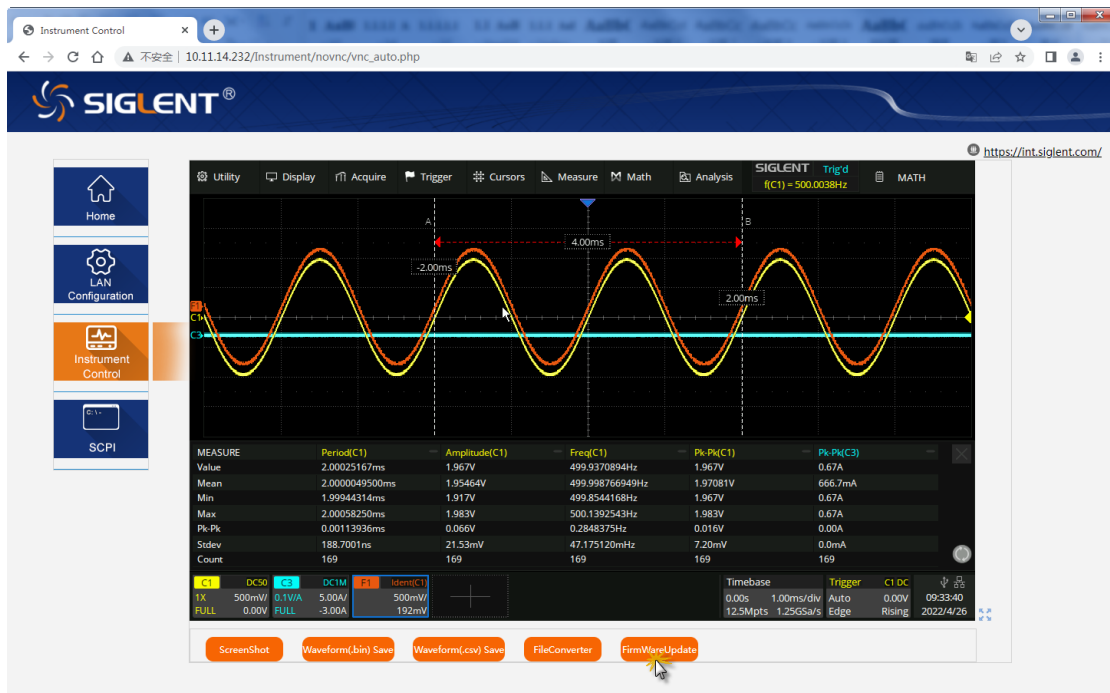 Instrument Control
不安全 | 10.11.14.232/Instrument/novnc/vnc_auto.php
SIGLENT®
https://int.siglent.com/
Home
LAN
Configuration
Instrument
Control
C:\-
SCPI
Utility Display Acquire Trigger Cursors Measure Math Analysis SIGLENT Trig'd MATH
f(C1) = 500.0038Hz
A B
4.00ms
-2.00ms
2.00ms
F1
C1
C3
MEASURE Period(C1) Amplitude(C1) Freq(C1) Pk-Pk(C1) Pk-Pk(C3)
Value 2.00025167ms 1.967V 499.9370894Hz 1.967V 0.67A
Mean 2.0000049500ms 1.95464V 499.998766949Hz 1.97081V 666.7mA
Min 1.99944314ms 1.917V 499.8544168Hz 1.967V 0.67A
Max 2.00058250ms 1.983V 500.1392543Hz 1.983V 0.67A
Pk-Pk 0.00113936ms 0.066V 0.2848375Hz 0.016V 0.00A
Stdev 188.7001ns 21.53mV 47.175120mHz 7.20mV 0.0mA
Count 169 169 169 169 169
C1 DC50 C3 DC1M F1 Ident(C1) Timebase Trigger C1 DC
1X 500mV/ 0.1V/A 5.00A/ 500mV/ 0.00s 1.00ms/div Auto 0.00V 09:33:40
FULL 0.00V FULL -3.00A 192mV 12.5Mpts 1.25GSa/s Edge Rising 2022/4/26
ScreenShot Waveform(.bin) Save Waveform(.csv) Save FileConverter FirmWareUpdate